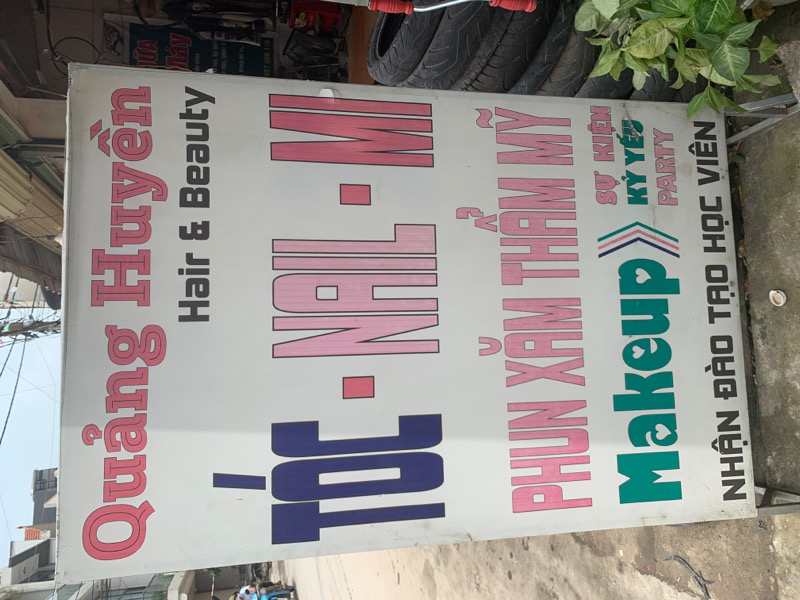 Quảng Huyền
Hair & Beauty
TÓC - NAIL - MI
PHUN XĂM THẨM MỸ
Makeup
SỰ KIỆN
KỶ YẾU
PARTY
NHẬN ĐÀO TẠO HỌC VIÊN